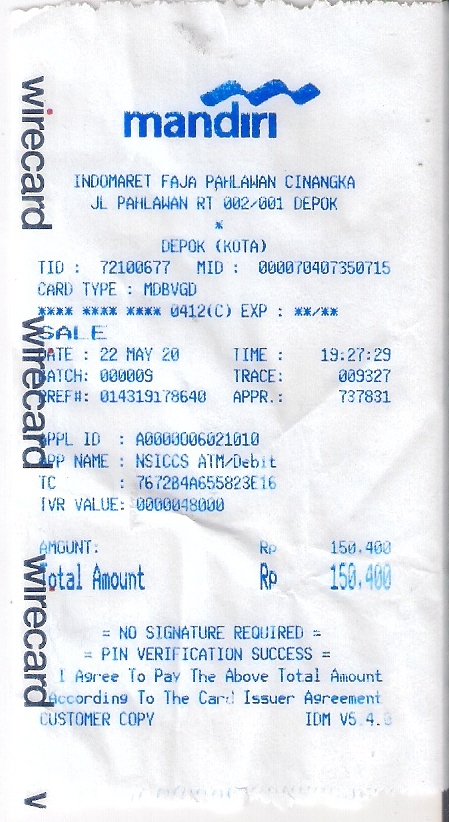 mandiri
INDOMARET FAJA PAHLAWAN CINANGKA
JL PAHLAWAN RT 002/001 DEPOK
*
DEPOK (KOTA)
TID : 72100677 MID : 000070407350715
CARD TYPE : MDBVGD
**** **** **** 0412(C) EXP : **/**
SALE
DATE : 22 MAY 20 TIME : 19:27:29
BATCH: 000009 TRACE: 009327
RREF#: 014319178640 APPR.: 737831
APPL ID : A0000006021010
APP NAME : NSICCS ATM/Debit
TC : 7672B4A655823E16
TVR VALUE: 0000048000
AMOUNT: Rp 150.400
Total Amount Rp 150.400
= NO SIGNATURE REQUIRED =
= PIN VERIFICATION SUCCESS =
I Agree To Pay The Above Total Amount
According To The Card Issuer Agreement
CUSTOMER COPY IDM V5.4.
wirecard
wirecard
wirecard
w